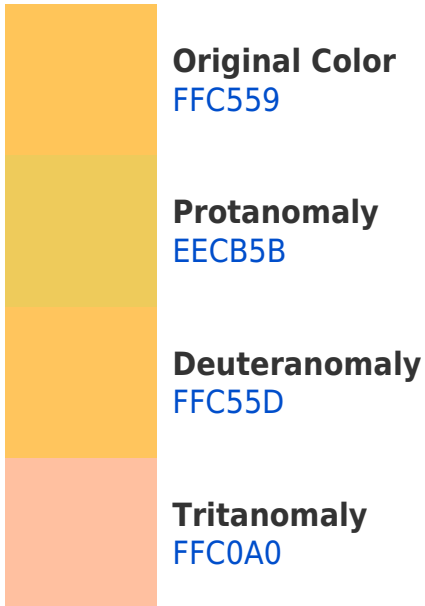 Original Color
FFC559
Protanomaly
EECB5B
Deuteranomaly
FFC55D
Tritanomaly
FFC0A0